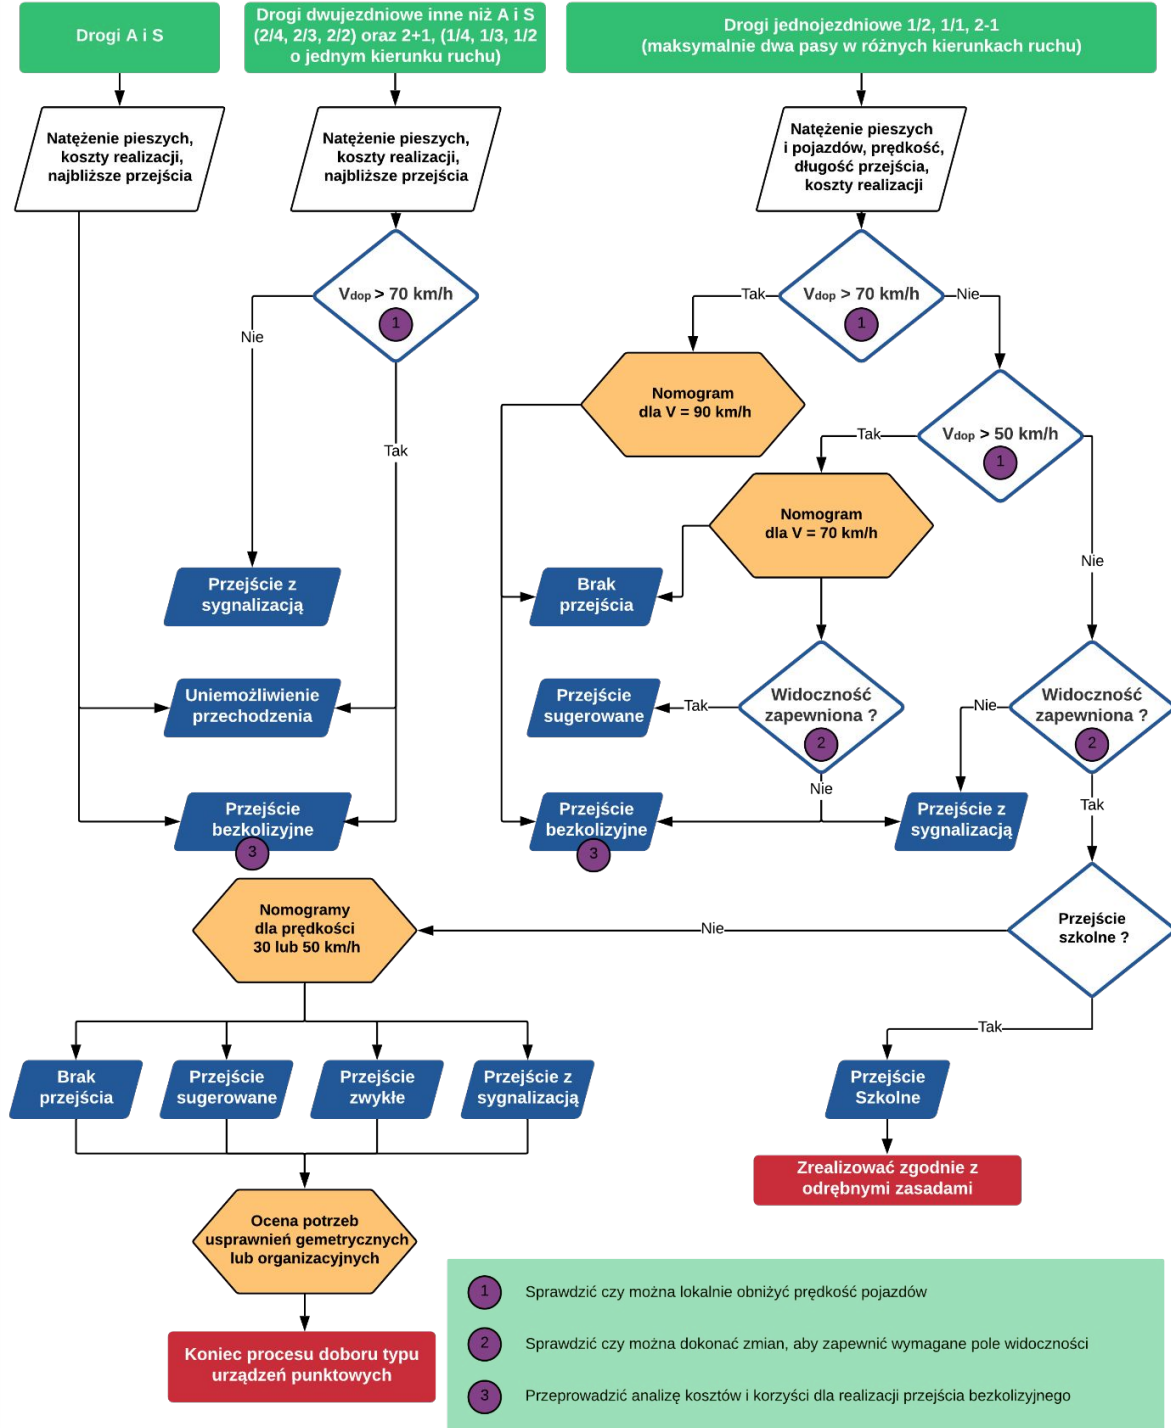 Drogi A i S
Drogi dwujezdniowe inne niż A i S
(2/4, 2/3, 2/2) oraz 2+1, (1/4, 1/3, 1/2
o jednym kierunku ruchu)
Drogi jednojezdniowe 1/2, 1/1, 2-1
(maksymalnie dwa pasy w różnych kierunkach ruchu)
Natężenie pieszych,
koszty realizacji,
najbliższe przejścia
Natężenie pieszych,
koszty realizacji,
najbliższe przejścia
Natężenie pieszych
i pojazdów, prędkość,
długość przejścia,
koszty realizacji
Vdop > 70 km/h
1
Nie
Tak
Vdop > 70 km/h
1
Tak
Nie
Nomogram
dla V = 90 km/h
Vdop > 50 km/h
1
Tak
Nie
Nomogram
dla V = 70 km/h
Przejście z
sygnalizacją
Brak
przejścia
Uniemożliwienie
przechodzenia
Przejście
sugerowane
Tak
Widoczność
zapewniona ?
2
Nie
Nie
Widoczność
zapewniona ?
2
Tak
Przejście
bezkolizyjne
3
Przejście
bezkolizyjne
3
Przejście z
sygnalizacją
Nomogramy
dla prędkości
30 lub 50 km/h
Nie
Przejście
szkolne ?
Tak
Brak
przejścia
Przejście
sugerowane
Przejście
zwykłe
Przejście z
sygnalizacją
Przejście
Szkolne
Zrealizować zgodnie z
odrębnymi zasadami
Ocena potrzeb
usprawnień gemetrycznych
lub organizacyjnych
Koniec procesu doboru typu
urządzeń punktowych
1 Sprawdzić czy można lokalnie obniżyć prędkość pojazdów
2 Sprawdzić czy można dokonać zmian, aby zapewnić wymagane pole widoczności
3 Przeprowadzić analizę kosztów i korzyści dla realizacji przejścia bezkolizyjnego